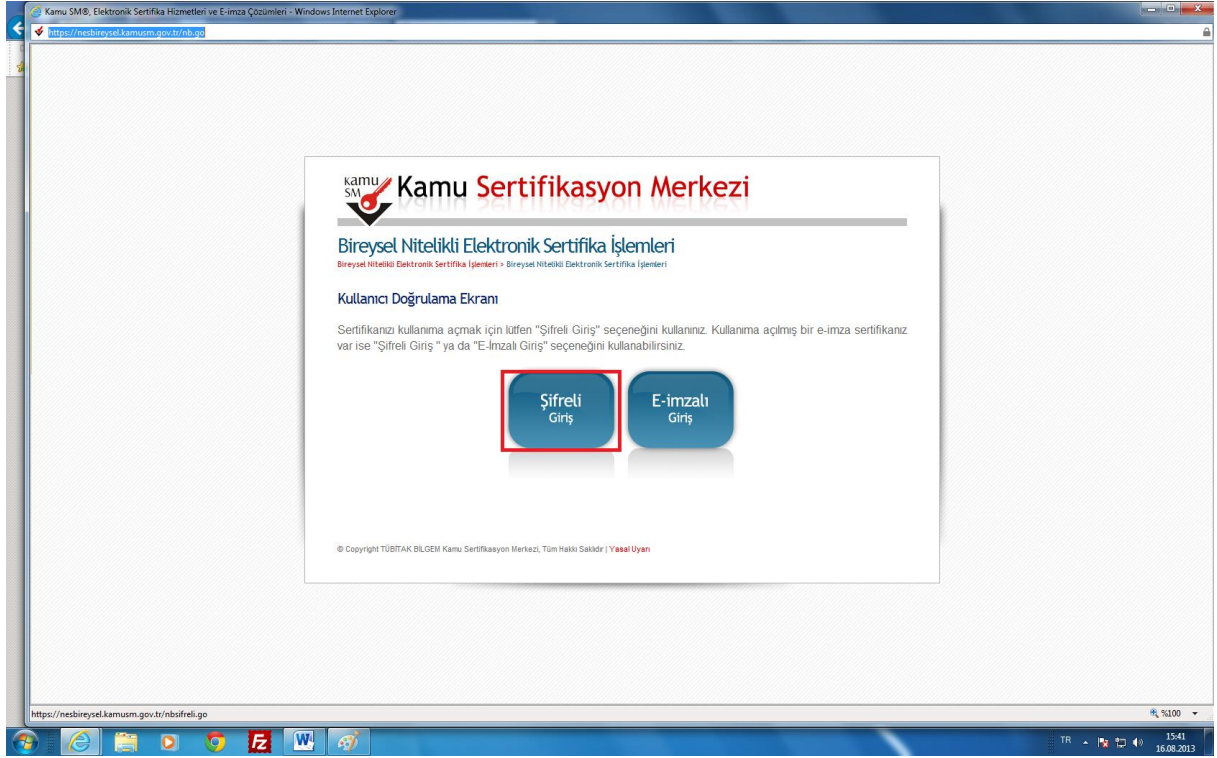 Kamu SM®, Elektronik Sertifika Hizmetleri ve E-imza Çözümleri - Windows Internet Explorer
https://nesbireysel.kamusm.gov.tr/nb.go
kamu SM
Kamu Sertifikasyon Merkezi
Bireysel Nitelikli Elektronik Sertifika İşlemleri
Bireysel Nitelikli Elektronik Sertifika İşlemleri > Bireysel Nitelikli Elektronik Sertifika İşlemleri
Kullanıcı Doğrulama Ekranı
Sertifikanızı kullanıma açmak için lütfen "Şifreli Giriş" seçeneğini kullanınız. Kullanıma açılmış bir e-imza sertifikanız
var ise "Şifreli Giriş " ya da "E-İmzalı Giriş" seçeneğini kullanabilirsiniz.
Şifreli
Giriş
E-imzalı
Giriş
© Copyright TÜBİTAK BİLGEM Kamu Sertifikasyon Merkezi, Tüm Hakkı Saklıdır | Yasal Uyarı
https://nesbireysel.kamusm.gov.tr/nbsifreli.go
%100
TR
15:41
16.08.2013